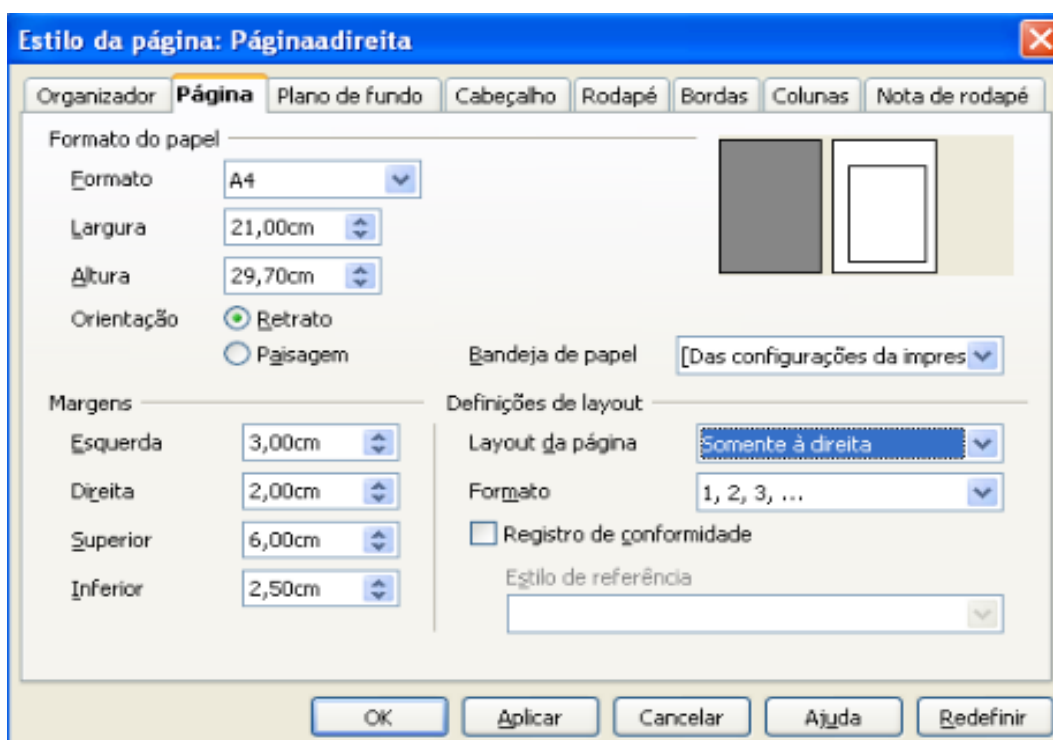 Estilo da página: Páginaadireita
Organizador Página Plano de fundo Cabeçalho Rodapé Bordas Colunas Nota de rodapé
Formato do papel
Formato A4
Largura 21,00cm
Altura 29,70cm
Orientação Retrato
Paisagem Bandeja de papel [Das configurações da impres
Margens Definições de layout
Esquerda 3,00cm Layout da página Somente à direita
Direita 2,00cm Formato 1, 2, 3, ...
Superior 6,00cm Registro de conformidade
Inferior 2,50cm Estilo de referência
OK Aplicar Cancelar Ajuda Redefinir